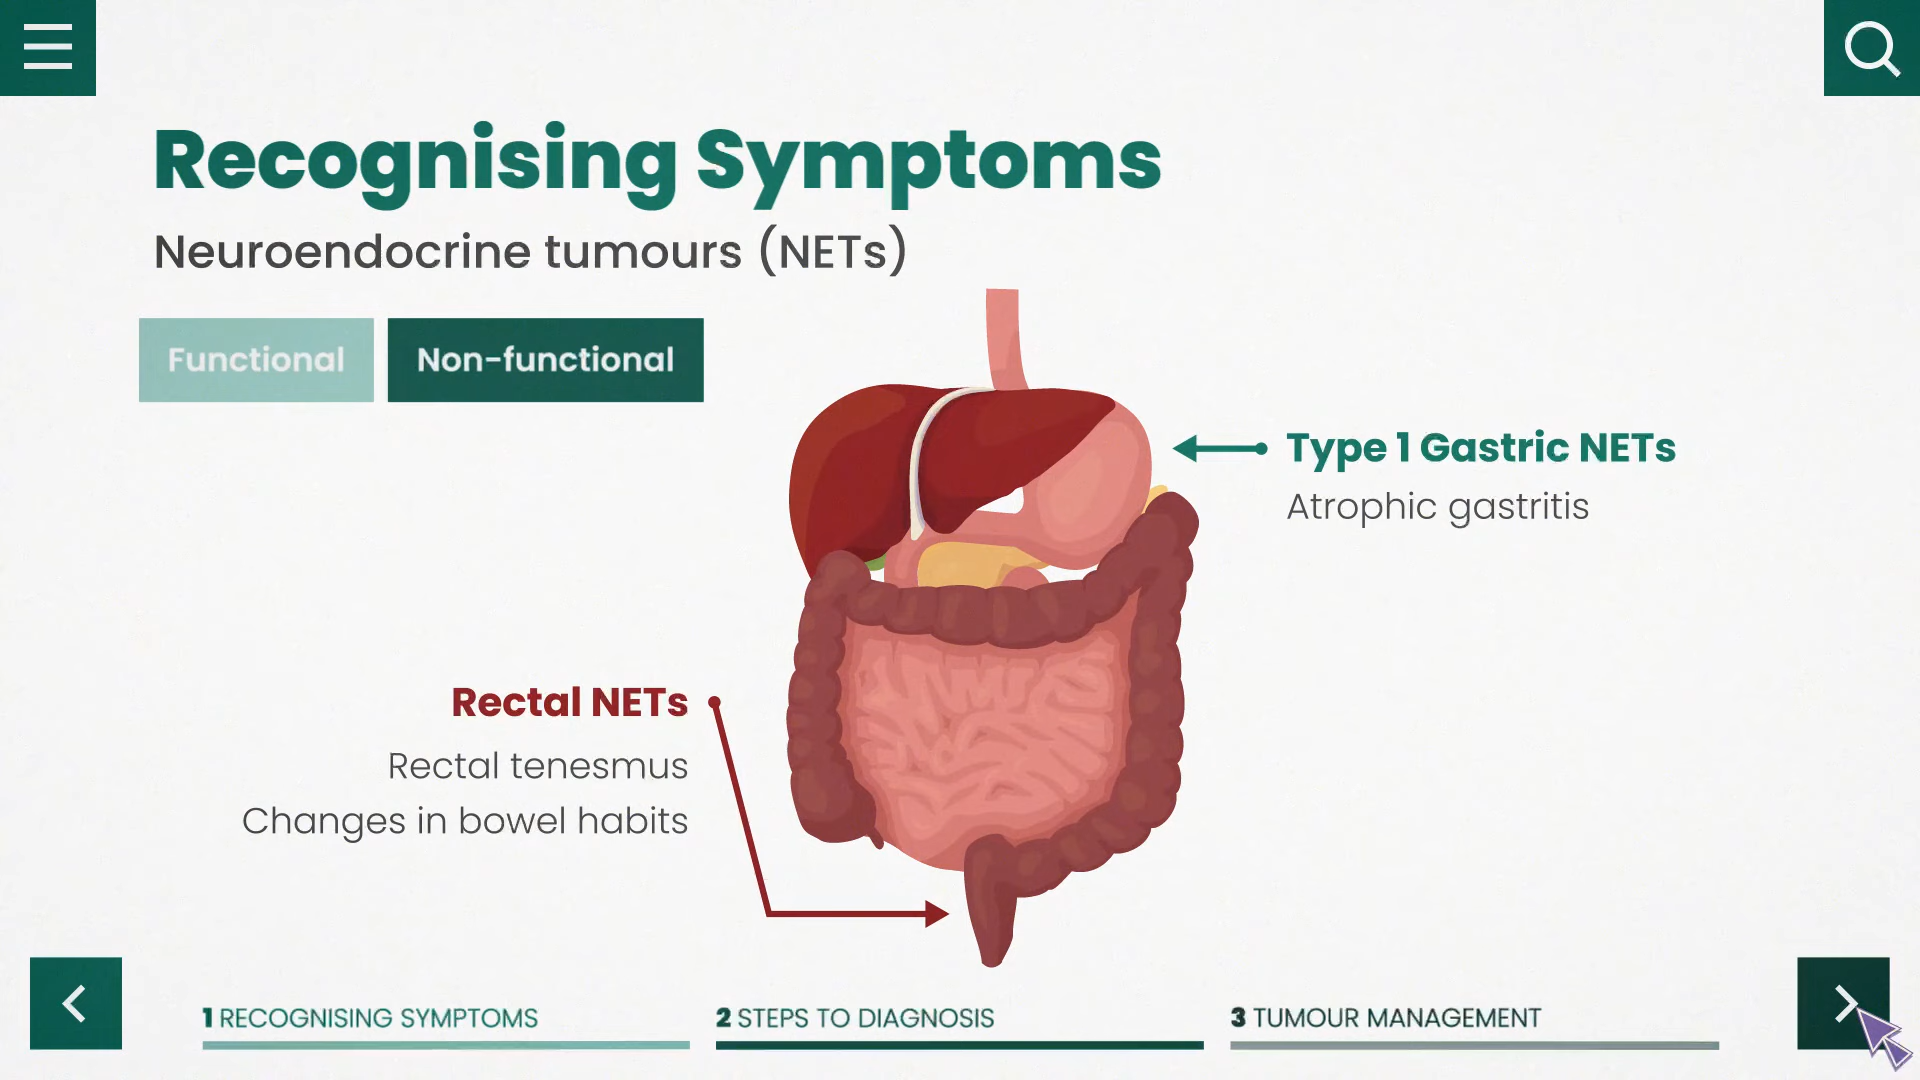 Recognising Symptoms
Neuroendocrine tumours (NETs)
Functional
Non-functional
Type 1 Gastric NETs
Atrophic gastritis
Rectal NETs
Rectal tenesmus
Changes in bowel habits
1 RECOGNISING SYMPTOMS
2 STEPS TO DIAGNOSIS
3 TUMOUR MANAGEMENT